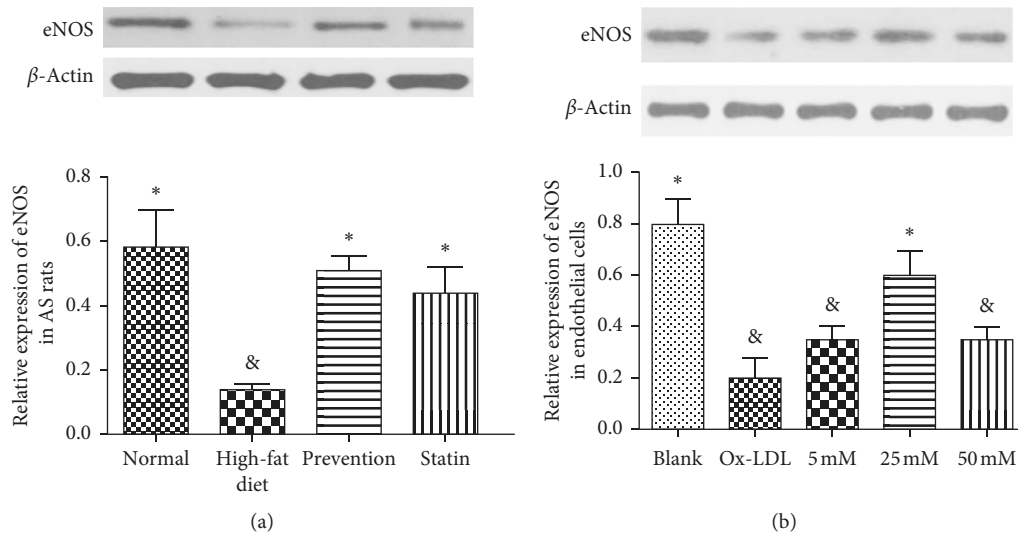 eNOS
β-Actin
Relative expression of eNOS
in AS rats
0.8
0.6
0.4
0.2
0.0
*
&
*
*
Normal
High-fat
diet
Prevention
Statin
(a)
eNOS
β-Actin
Relative expression of eNOS
in endothelial cells
1.0
0.8
0.6
0.4
0.2
0.0
*
&
&
*
&
Blank
Ox-LDL
5 mM
25 mM
50 mM
(b)